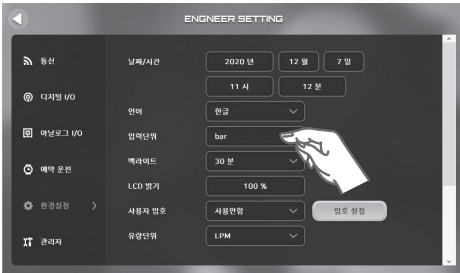 ENGNEER SETTING
통신
날짜/시간 2020 년 12 월 7 일
디지털 I/O
11 시 12 분
언어 한글
아날로그 I/O
압력단위 bar
예약 운전
백라이트 30 분
LCD 밝기 100 %
환경설정
사용자 암호 사용안함 암호 설정
관리자
유량단위 LPM